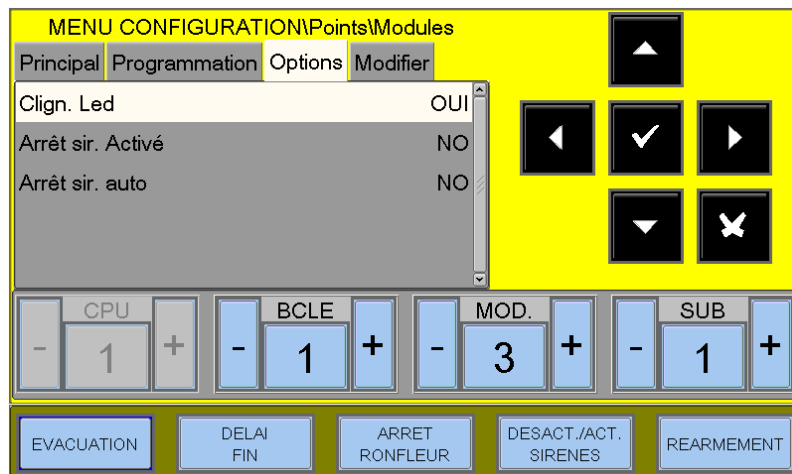 MENU CONFIGURATION\Points\Modules
Principal Programmation Options Modifier
Clign. Led OUI
Arrêt sir. Activé NO
Arrêt sir. auto NO
CPU BCLE MOD. SUB
- 1 + - 1 + - 3 + - 1 +
EVACUATION
DELAI
FIN
ARRET
RONFLEUR
DESACT./ACT.
SIRENES
REARMEMENT